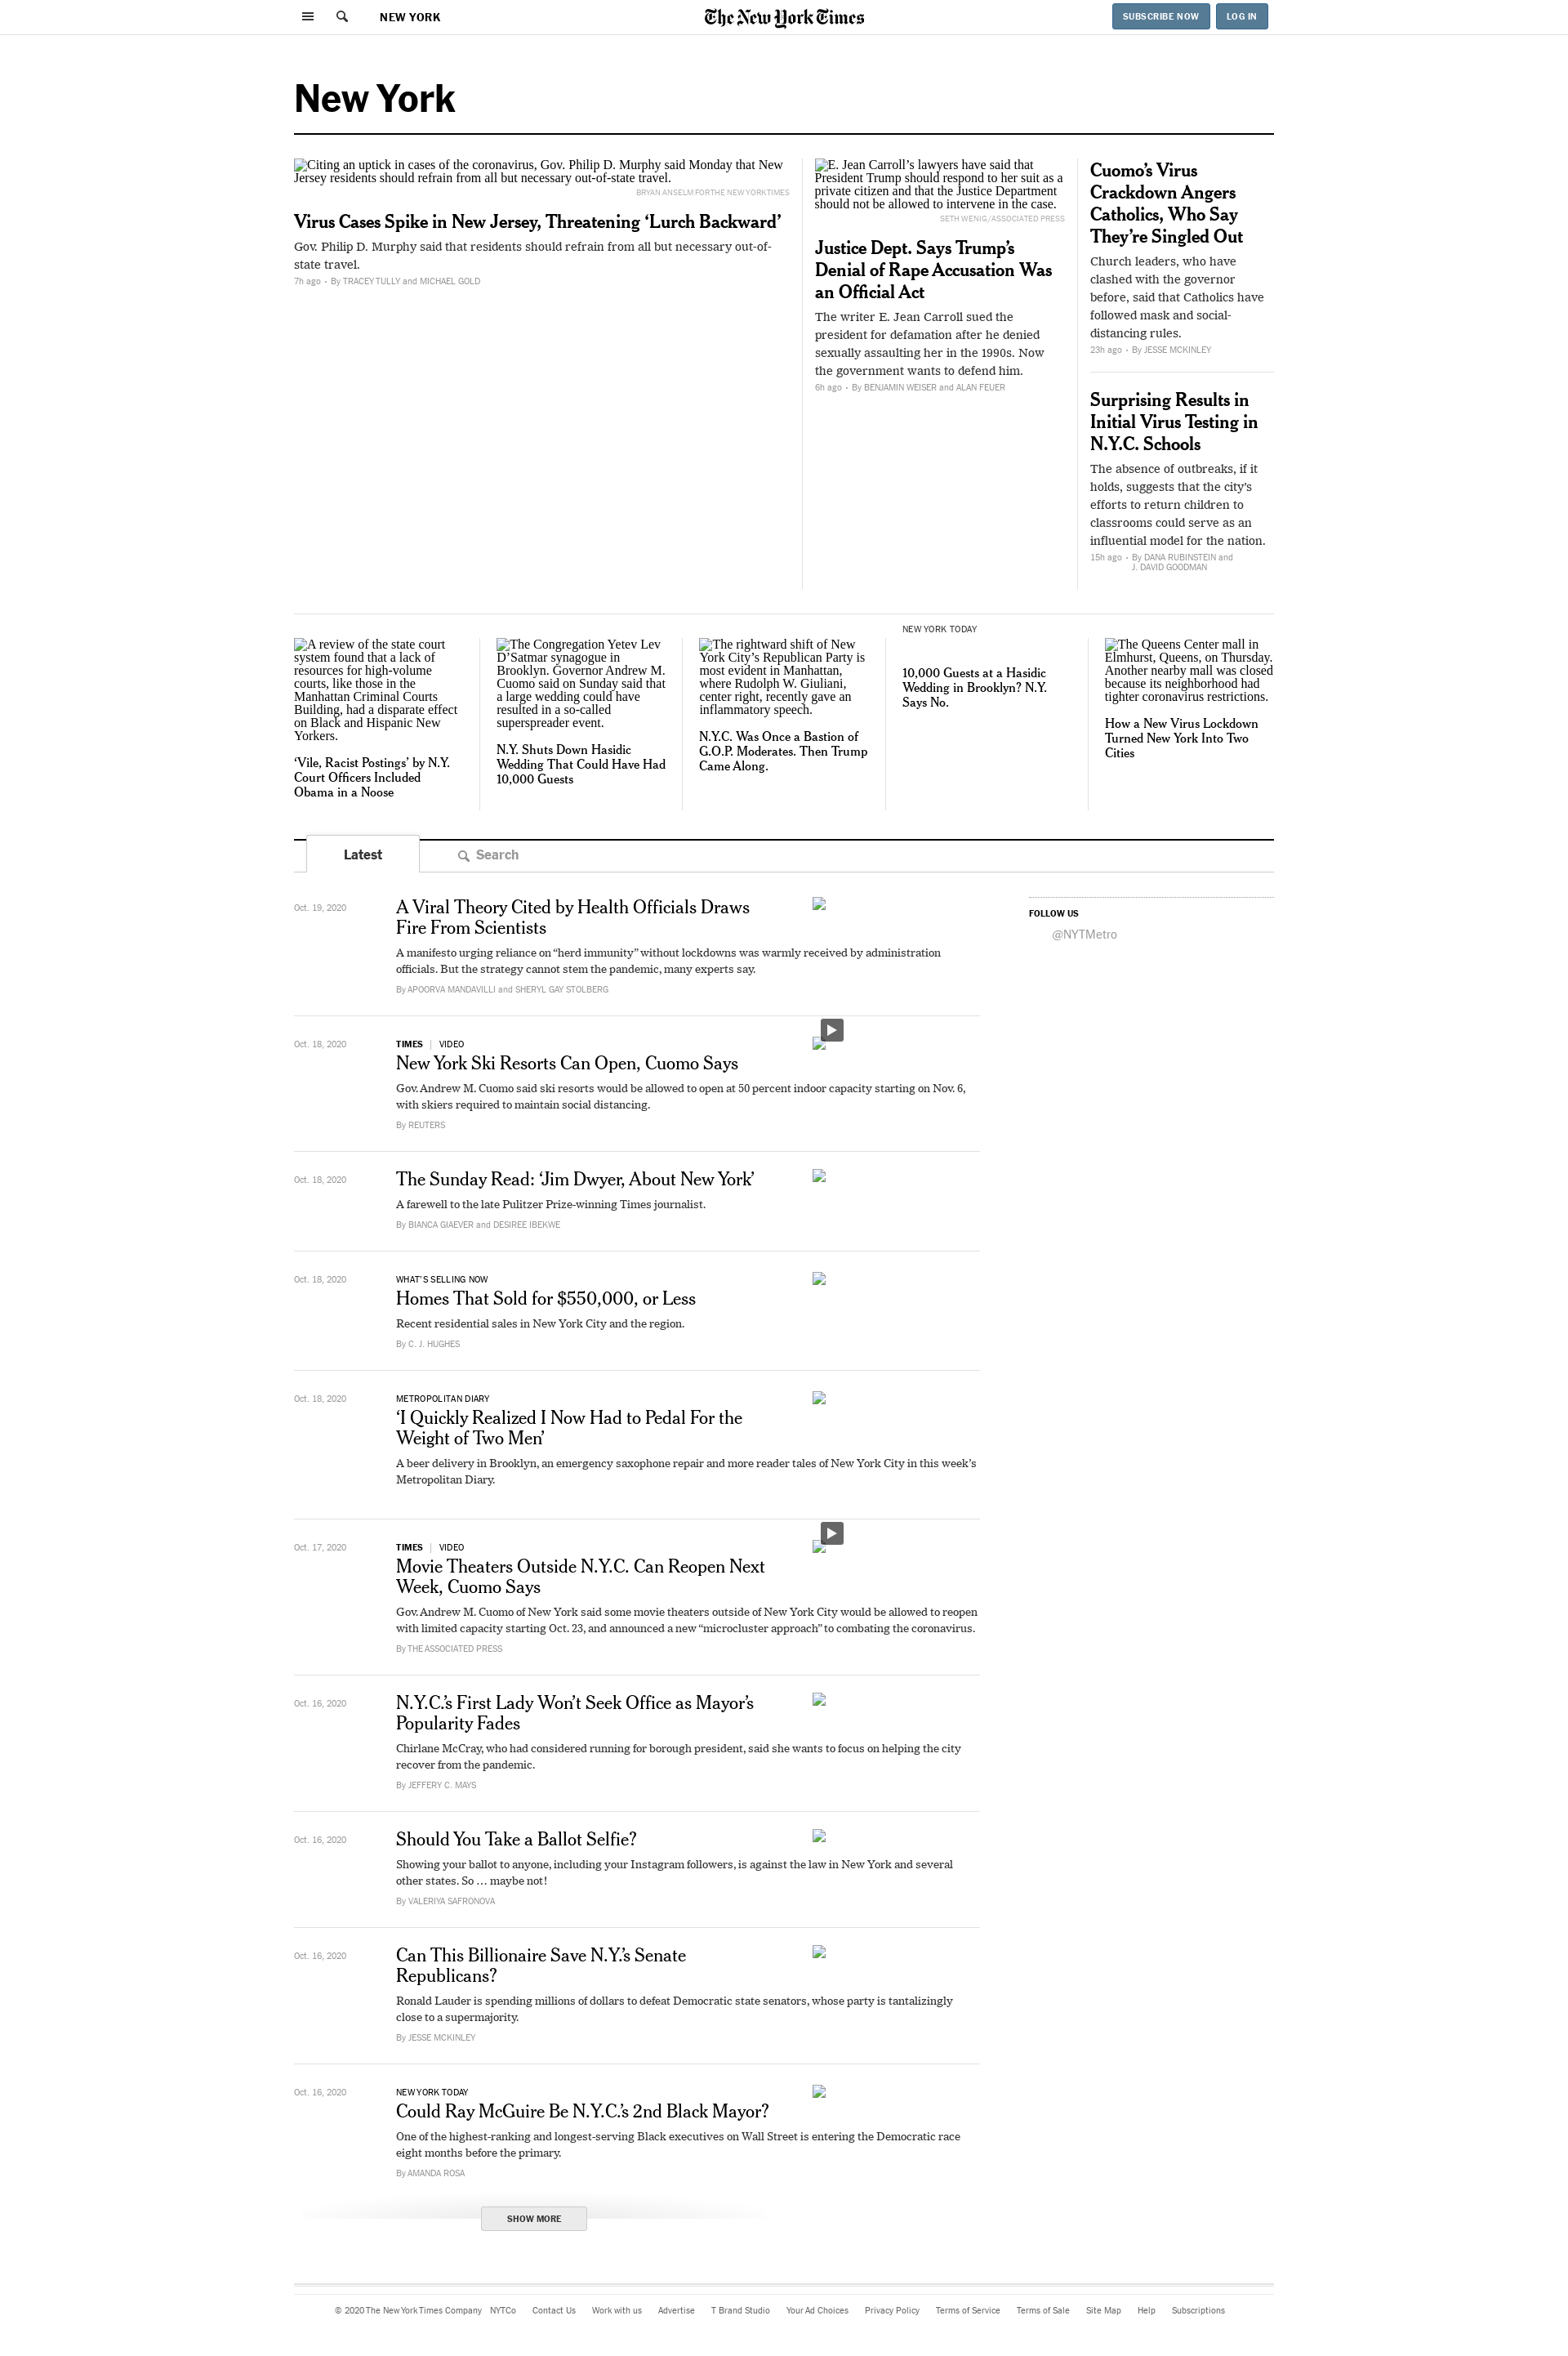 NEW YORK
The New York Times
SUBSCRIBE NOW
LOG IN
New York
Citing an uptick in cases of the coronavirus, Gov. Philip D. Murphy said Monday that New
Jersey residents should refrain from all but necessary out-of-state travel.
BRYAN ANSELM FOR THE NEW YORK TIMES
Virus Cases Spike in New Jersey, Threatening ‘Lurch Backward’
Gov. Philip D. Murphy said that residents should refrain from all but necessary out-of-
state travel.
7h ago • By TRACEY TULLY and MICHAEL GOLD
E. Jean Carroll’s lawyers have said that
President Trump should respond to her suit as a
private citizen and that the Justice Department
should not be allowed to intervene in the case.
SETH WENIG/ASSOCIATED PRESS
Justice Dept. Says Trump’s
Denial of Rape Accusation Was
an Official Act
The writer E. Jean Carroll sued the
president for defamation after he denied
sexually assaulting her in the 1990s. Now
the government wants to defend him.
6h ago • By BENJAMIN WEISER and ALAN FEUER
Cuomo’s Virus
Crackdown Angers
Catholics, Who Say
They’re Singled Out
Church leaders, who have
clashed with the governor
before, said that Catholics have
followed mask and social-
distancing rules.
23h ago • By JESSE MCKINLEY
Surprising Results in
Initial Virus Testing in
N.Y.C. Schools
The absence of outbreaks, if it
holds, suggests that the city’s
efforts to return children to
classrooms could serve as an
influential model for the nation.
15h ago • By DANA RUBINSTEIN and
J. DAVID GOODMAN
A review of the state court
system found that a lack of
resources for high-volume
courts, like those in the
Manhattan Criminal Courts
Building, had a disparate effect
on Black and Hispanic New
Yorkers.
‘Vile, Racist Postings’ by N.Y.
Court Officers Included
Obama in a Noose
The Congregation Yetev Lev
D’Satmar synagogue in
Brooklyn. Governor Andrew M.
Cuomo said on Sunday said that
a large wedding could have
resulted in a so-called
superspreader event.
N.Y. Shuts Down Hasidic
Wedding That Could Have Had
10,000 Guests
The rightward shift of New
York City’s Republican Party is
most evident in Manhattan,
where Rudolph W. Giuliani,
center right, recently gave an
inflammatory speech.
N.Y.C. Was Once a Bastion of
G.O.P. Moderates. Then Trump
Came Along.
NEW YORK TODAY
10,000 Guests at a Hasidic
Wedding in Brooklyn? N.Y.
Says No.
The Queens Center mall in
Elmhurst, Queens, on Thursday.
Another nearby mall was closed
because its neighborhood had
tighter coronavirus restrictions.
How a New Virus Lockdown
Turned New York Into Two
Cities
Latest
Search
Oct. 19, 2020
A Viral Theory Cited by Health Officials Draws
Fire From Scientists
A manifesto urging reliance on “herd immunity” without lockdowns was warmly received by administration
officials. But the strategy cannot stem the pandemic, many experts say.
By APOORVA MANDAVILLI and SHERYL GAY STOLBERG
FOLLOW US
@NYTMetro
Oct. 18, 2020
TIMES | VIDEO
New York Ski Resorts Can Open, Cuomo Says
Gov. Andrew M. Cuomo said ski resorts would be allowed to open at 50 percent indoor capacity starting on Nov. 6,
with skiers required to maintain social distancing.
By REUTERS
Oct. 18, 2020
The Sunday Read: ‘Jim Dwyer, About New York’
A farewell to the late Pulitzer Prize-winning Times journalist.
By BIANCA GIAEVER and DESIREE IBEKWE
Oct. 18, 2020
WHAT’S SELLING NOW
Homes That Sold for $550,000, or Less
Recent residential sales in New York City and the region.
By C. J. HUGHES
Oct. 18, 2020
METROPOLITAN DIARY
‘I Quickly Realized I Now Had to Pedal For the
Weight of Two Men’
A beer delivery in Brooklyn, an emergency saxophone repair and more reader tales of New York City in this week’s
Metropolitan Diary.
Oct. 17, 2020
TIMES | VIDEO
Movie Theaters Outside N.Y.C. Can Reopen Next
Week, Cuomo Says
Gov. Andrew M. Cuomo of New York said some movie theaters outside of New York City would be allowed to reopen
with limited capacity starting Oct. 23, and announced a new “microcluster approach” to combating the coronavirus.
By THE ASSOCIATED PRESS
Oct. 16, 2020
N.Y.C.’s First Lady Won’t Seek Office as Mayor’s
Popularity Fades
Chirlane McCray, who had considered running for borough president, said she wants to focus on helping the city
recover from the pandemic.
By JEFFERY C. MAYS
Oct. 16, 2020
Should You Take a Ballot Selfie?
Showing your ballot to anyone, including your Instagram followers, is against the law in New York and several
other states. So … maybe not!
By VALERIYA SAFRONOVA
Oct. 16, 2020
Can This Billionaire Save N.Y.’s Senate
Republicans?
Ronald Lauder is spending millions of dollars to defeat Democratic state senators, whose party is tantalizingly
close to a supermajority.
By JESSE MCKINLEY
Oct. 16, 2020
NEW YORK TODAY
Could Ray McGuire Be N.Y.C.’s 2nd Black Mayor?
One of the highest-ranking and longest-serving Black executives on Wall Street is entering the Democratic race
eight months before the primary.
By AMANDA ROSA
SHOW MORE
© 2020 The New York Times Company NYTCo Contact Us Work with us Advertise T Brand Studio Your Ad Choices Privacy Policy Terms of Service Terms of Sale Site Map Help Subscriptions